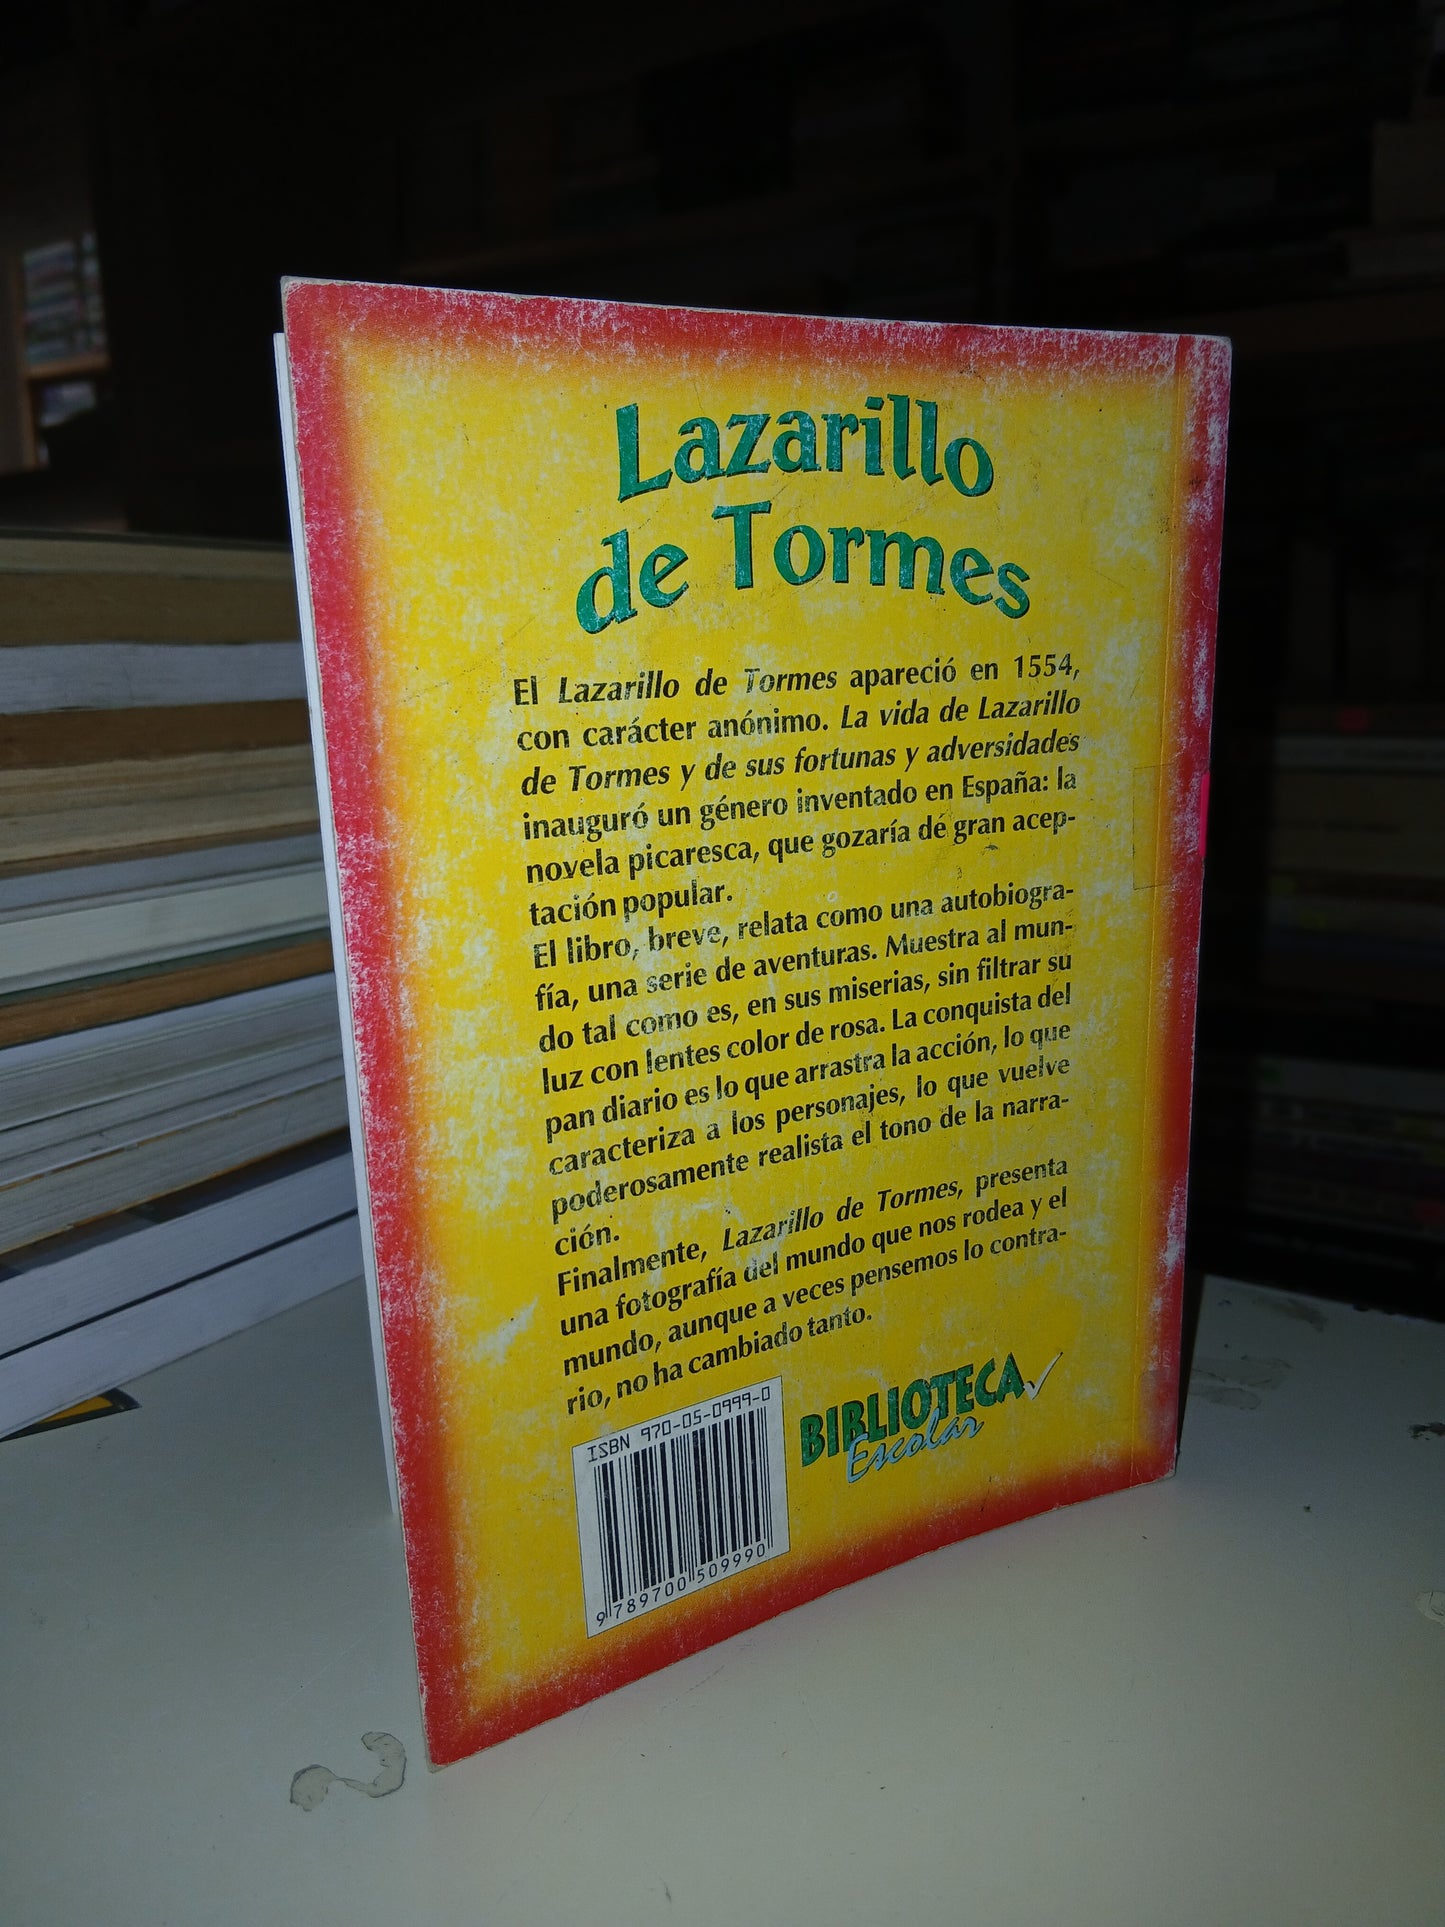 Lazarillo
de Tormes
El Lazarillo de Tormes apareció en 1554,
con carácter anónimo. La vida de Lazarillo
de Tormes y de sus fortunas y adversidades
inauguró un género inventado en España: la
novela picaresca, que gozaría de gran acep-
tación popular.
El libro, breve, relata como una autobiogra-
fía, una serie de aventuras. Muestra al mun-
do tal como es, en sus miserias, sin filtrar su
luz con lentes color de rosa. La conquista del
pan diario es lo que arrastra la acción, lo que
caracteriza a los personajes, lo que vuelve
poderosamente realista el tono de la narra-
ción.
Finalmente, Lazarillo de Tormes, presenta
una fotografía del mundo que nos rodea y el
mundo, aunque a veces pensemos lo contra-
rio, no ha cambiado tanto.
ISBN 970-05-0999-0
9 789700 509990
BIBLIOTECA
Escolar